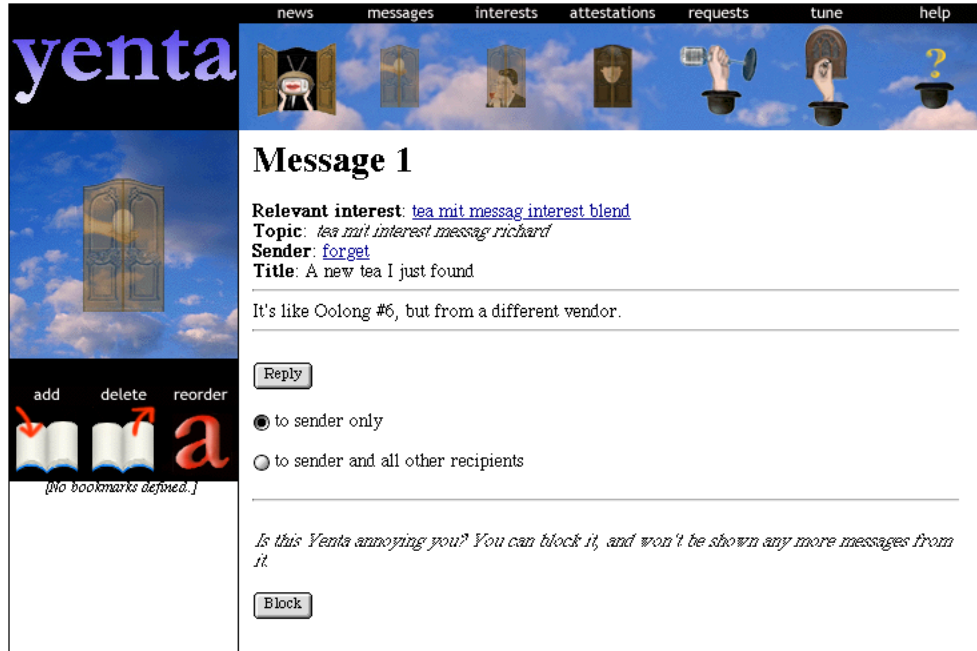 news messages interests attestations requests tune help
yenta
Message 1
Relevant interest: tea mit messag interest blend
Topic: tea mit interest messag richard
Sender: forget
Title: A new tea I just found
It's like Oolong #6, but from a different vendor.
Reply
to sender only
to sender and all other recipients
Is this Yenta annoying you? You can block it, and won't be shown any more messages from
it.
Block
add delete reorder
a
[No bookmarks defined.]